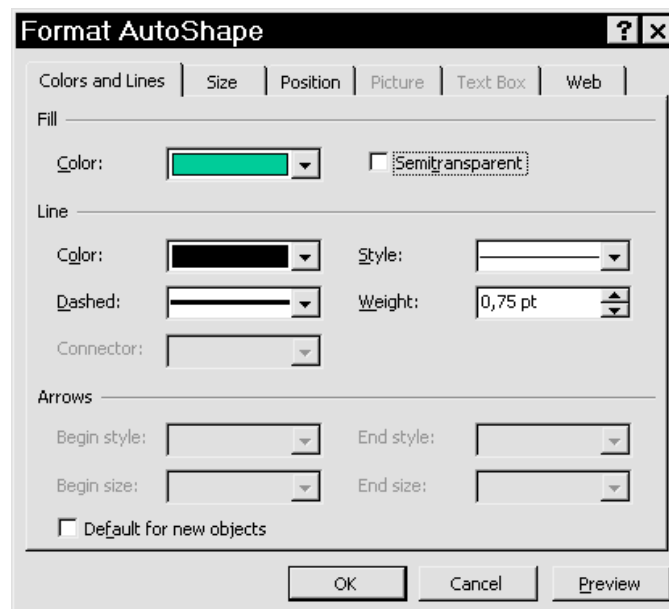 Format AutoShape ? ×
Colors and Lines Size Position Picture Text Box Web
Fill
Color: Semitransparent
Line
Color: Style:
Dashed: Weight: 0,75 pt
Connector:
Arrows
Begin style: End style:
Begin size: End size:
Default for new objects
OK Cancel Preview